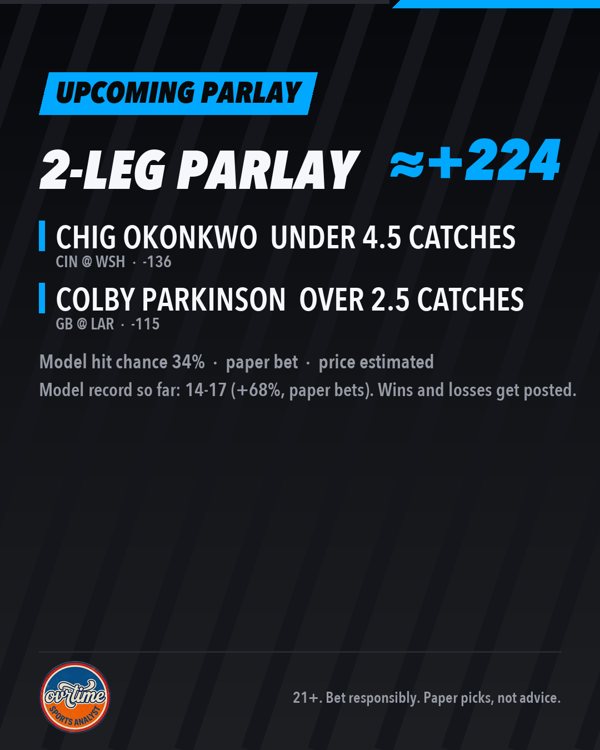 UPCOMING PARLAY
2-LEG PARLAY ≈+224
CHIG OKONKWO UNDER 4.5 CATCHES
CIN @ WSH · -136
COLBY PARKINSON OVER 2.5 CATCHES
GB @ LAR · -115
Model hit chance 34% · paper bet · price estimated
Model record so far: 14-17 (+68%, paper bets). Wins and losses get posted.
ovrtime
SPORTS ANALYST
21+. Bet responsibly. Paper picks, not advice.